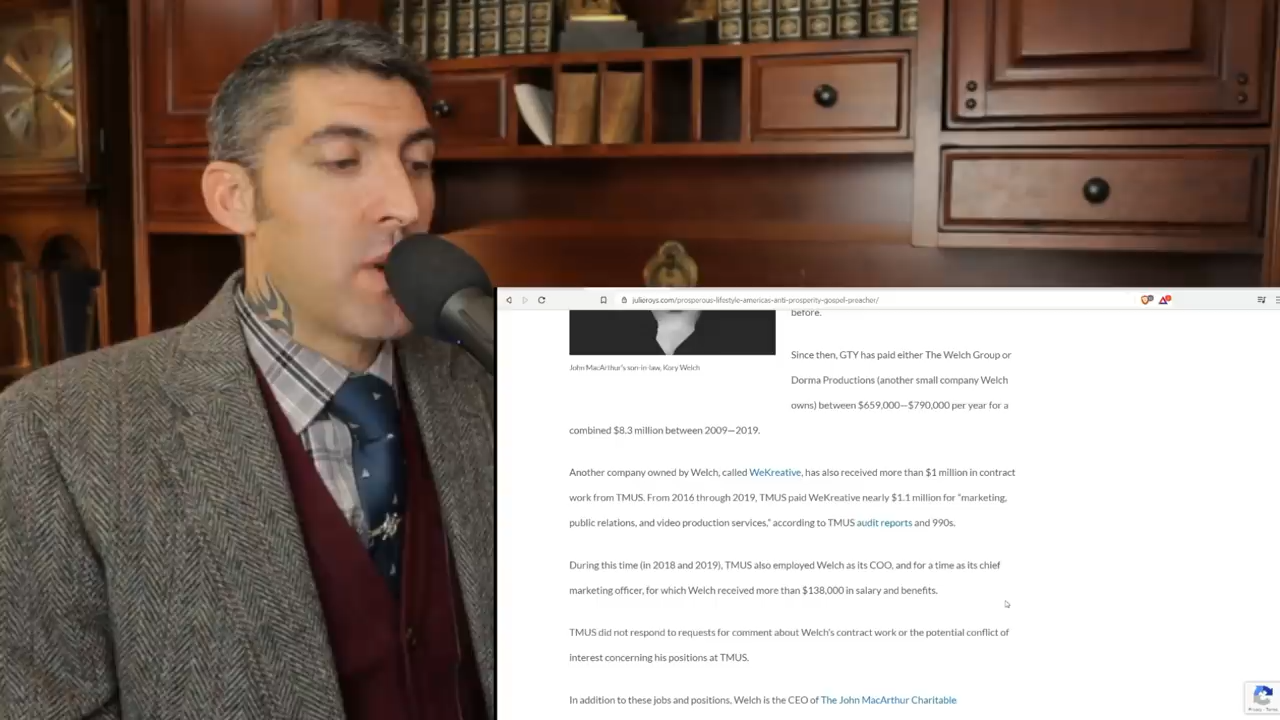 julieroys.com/prosperous-lifestyle-americas-anti-prosperity-gospel-preacher/
before.
John MacArthur's son-in-law, Kory Welch
Since then, GTY has paid either The Welch Group or
Dorma Productions (another small company Welch
owns) between $659,000—$790,000 per year for a
combined $8.3 million between 2009—2019.
Another company owned by Welch, called WeKreative, has also received more than $1 million in contract
work from TMUS. From 2016 through 2019, TMUS paid WeKreative nearly $1.1 million for "marketing,
public relations, and video production services," according to TMUS audit reports and 990s.
During this time (in 2018 and 2019), TMUS also employed Welch as its COO, and for a time as its chief
marketing officer, for which Welch received more than $138,000 in salary and benefits.
TMUS did not respond to requests for comment about Welch's contract work or the potential conflict of
interest concerning his positions at TMUS.
In addition to these jobs and positions, Welch is the CEO of The John MacArthur Charitable